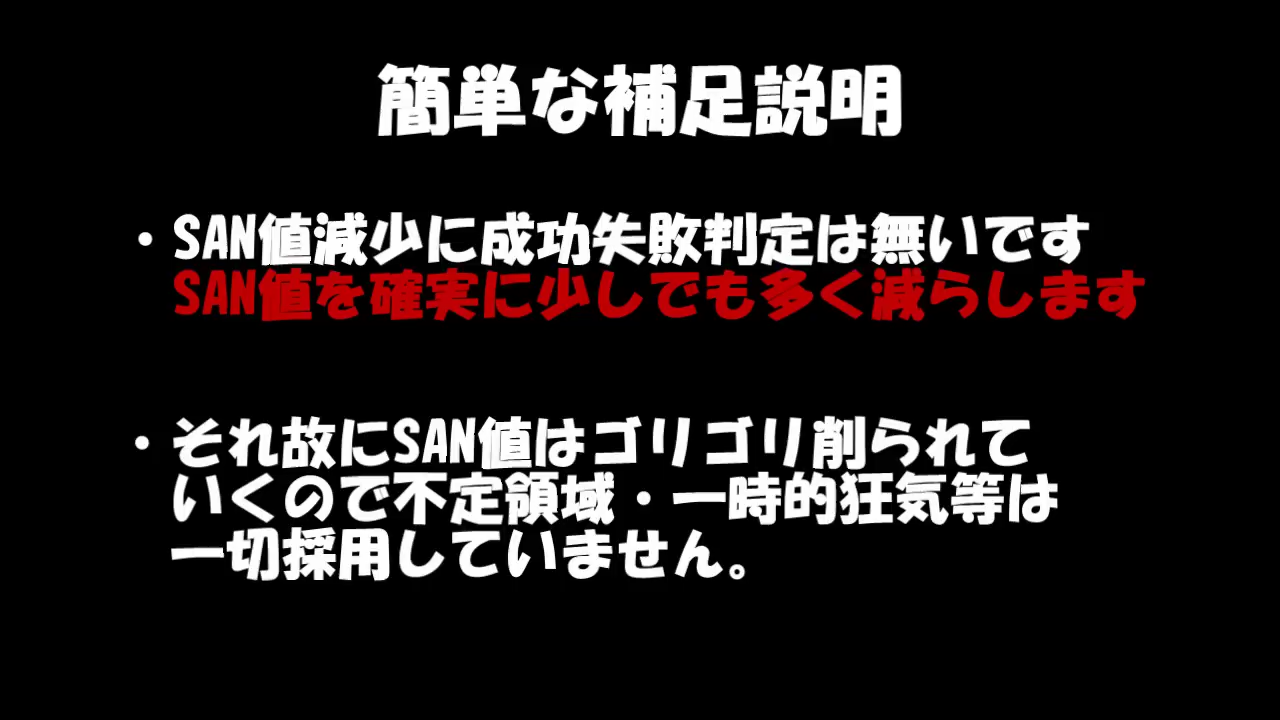 簡単な補足説明
・SAN値減少に成功失敗判定は無いです
SAN値を確実に少しでも多く減らします
・それ故にSAN値はゴリゴリ削られて
いくので不定領域・一時的狂気等は
一切採用していません。